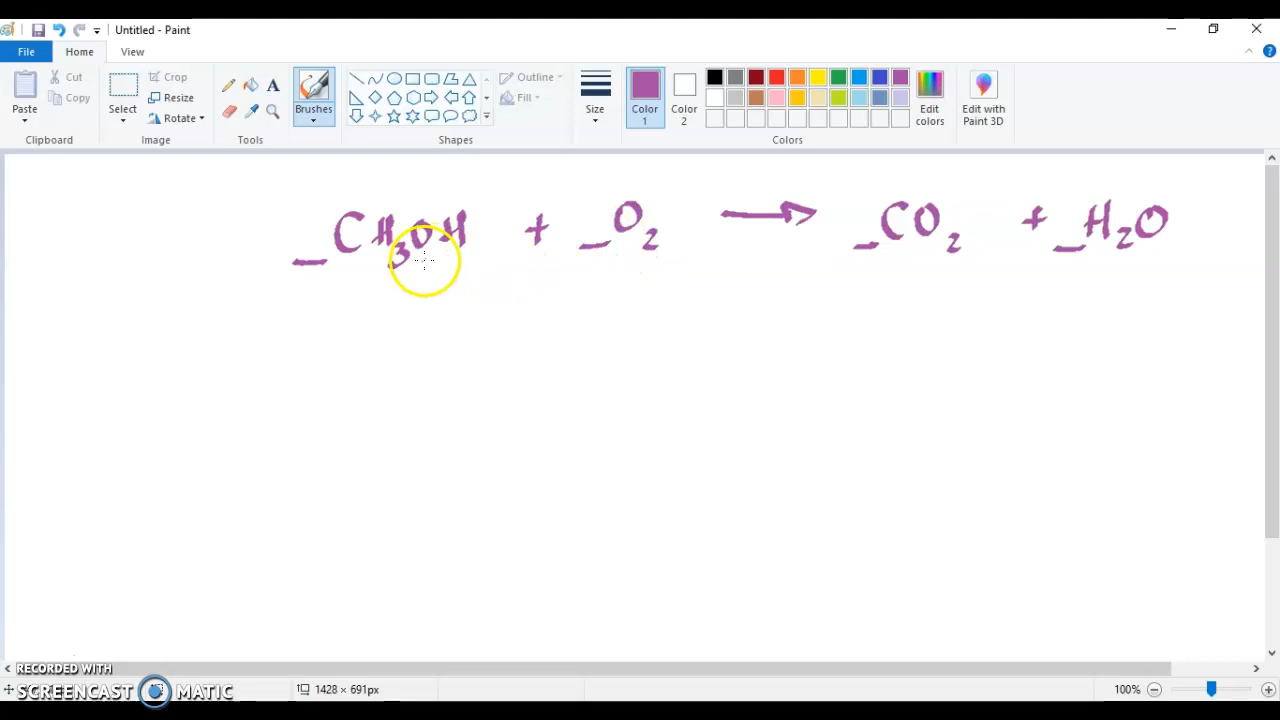 Untitled - Paint
File Home View
Paste Cut Copy Clipboard
Select Crop Resize Rotate Image
Tools
Brushes
Outline Fill Shapes
Size
Color 1 Color 2
Edit colors
Edit with Paint 3D
Colors
_CH₃OH + _O₂ → _CO₂ + _H₂O
RECORDED WITH
SCREENCAST MATIC
1428 × 691px
100%